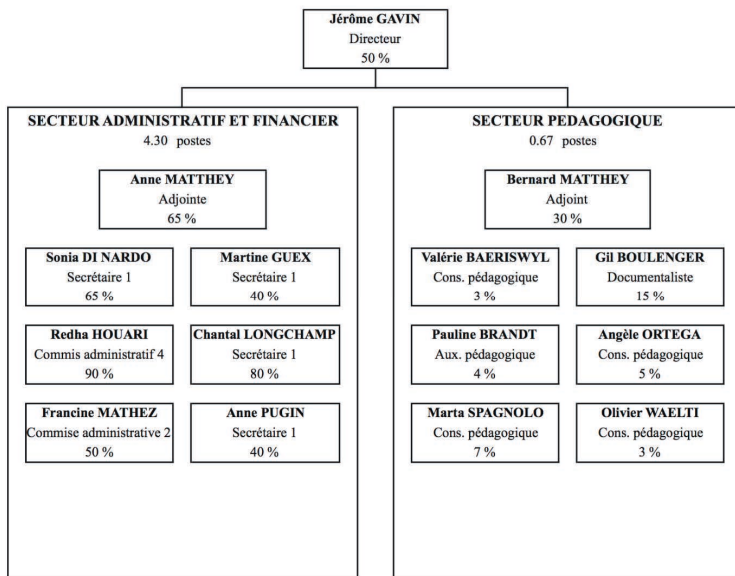 Jérôme GAVIN
Directeur
50 %
SECTEUR ADMINISTRATIF ET FINANCIER
4.30 postes
Anne MATTHEY
Adjointe
65 %
Sonia DI NARDO
Secrétaire 1
65 %
Martine GUEX
Secrétaire 1
40 %
Redha HOUARI
Commis administratif 4
90 %
Chantal LONGCHAMP
Secrétaire 1
80 %
Francine MATHEZ
Commise administrative 2
50 %
Anne PUGIN
Secrétaire 1
40 %
SECTEUR PEDAGOGIQUE
0.67 postes
Bernard MATTHEY
Adjoint
30 %
Valérie BAERISWYL
Cons. pédagogique
3 %
Gil BOULENGER
Documentaliste
15 %
Pauline BRANDT
Aux. pédagogique
4 %
Angèle ORTEGA
Cons. pédagogique
5 %
Marta SPAGNOLO
Cons. pédagogique
7 %
Olivier WAELTI
Cons. pédagogique
3 %